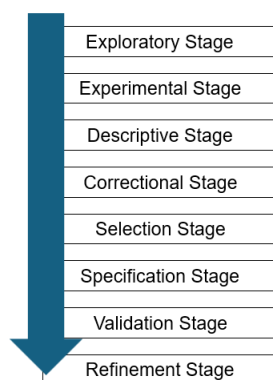 Exploratory Stage
Experimental Stage
Descriptive Stage
Correctional Stage
Selection Stage
Specification Stage
Validation Stage
Refinement Stage